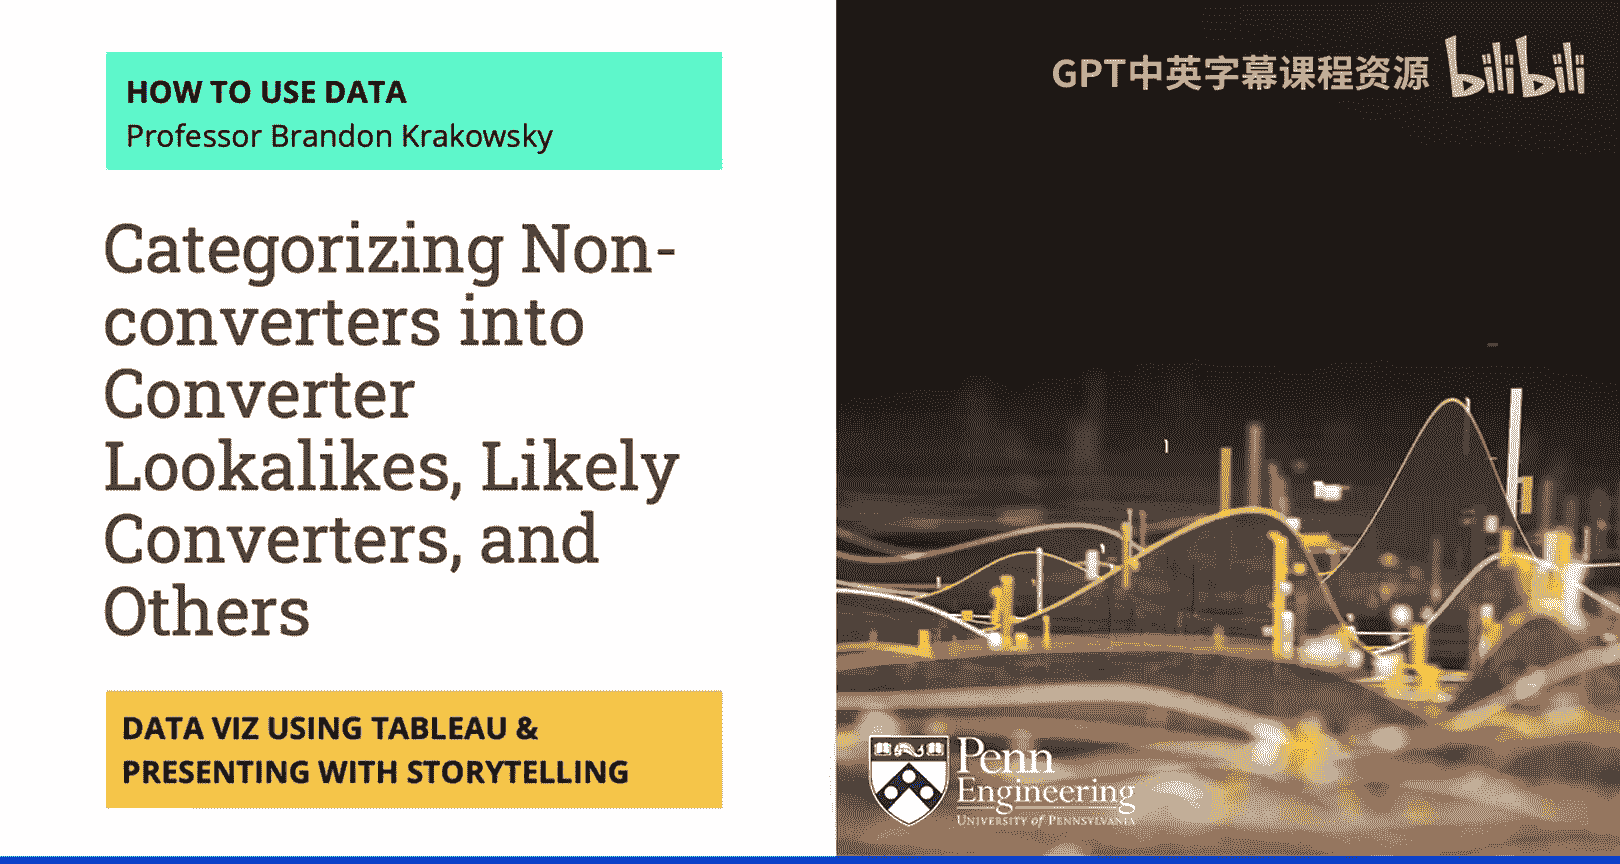 HOW TO USE DATA
Professor Brandon Krakowsky
Categorizing Non-
converters into
Converter
Lookalikes, Likely
Converters, and
Others
DATA VIZ USING TABLEAU &
PRESENTING WITH STORYTELLING
GPT中英字幕课程资源 bilibili
Penn
Engineering
UNIVERSITY of PENNSYLVANIA